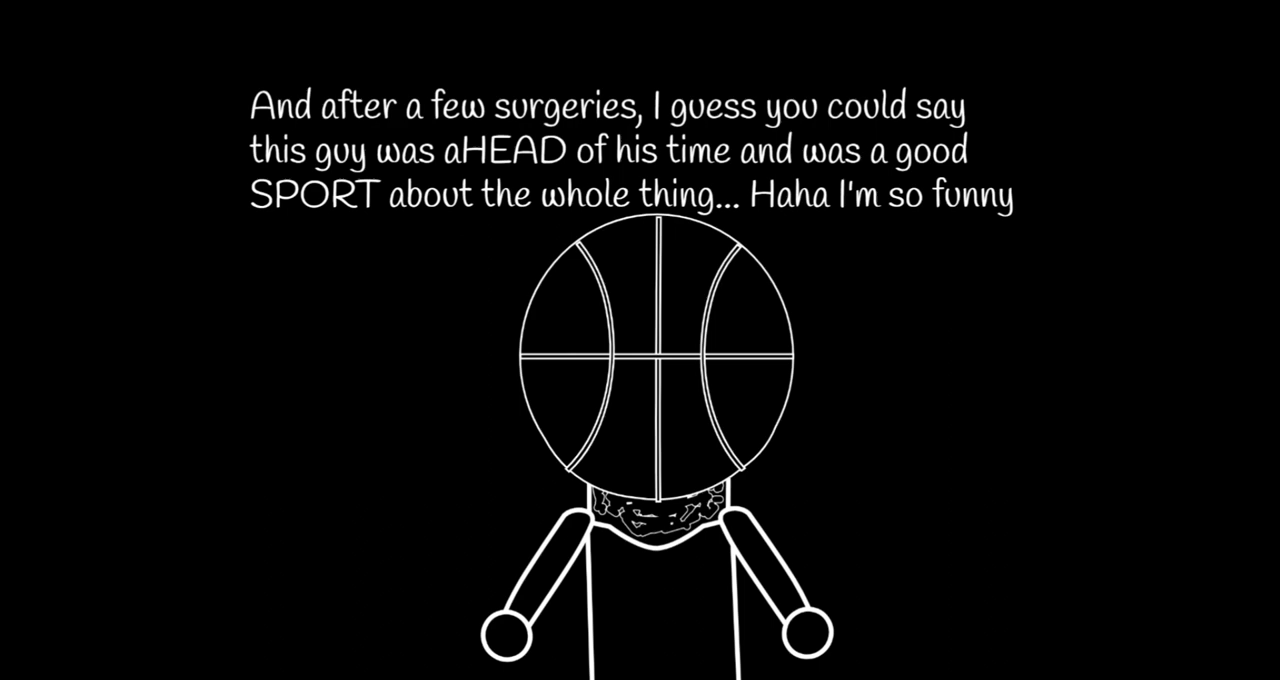 And after a few surgeries, I guess you could say
this guy was aHEAD of his time and was a good
SPORT about the whole thing... Haha I'm so funny